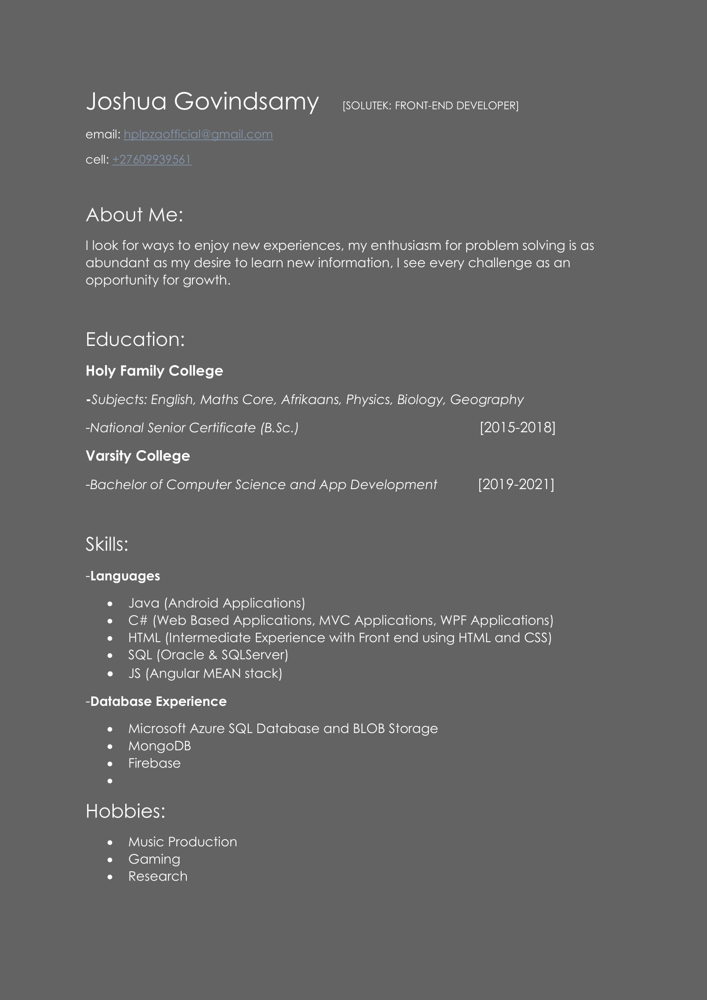 Joshua Govindsamy [SOLUTEK: FRONT-END DEVELOPER]
email: hplpzaofficial@gmail.com
cell: +27609939561
About Me:
I look for ways to enjoy new experiences, my enthusiasm for problem solving is as
abundant as my desire to learn new information, I see every challenge as an
opportunity for growth.
Education:
Holy Family College
-Subjects: English, Maths Core, Afrikaans, Physics, Biology, Geography
-National Senior Certificate (B.Sc.) [2015-2018]
Varsity College
-Bachelor of Computer Science and App Development [2019-2021]
Skills:
-Languages
• Java (Android Applications)
• C# (Web Based Applications, MVC Applications, WPF Applications)
• HTML (Intermediate Experience with Front end using HTML and CSS)
• SQL (Oracle & SQLServer)
• JS (Angular MEAN stack)
-Database Experience
• Microsoft Azure SQL Database and BLOB Storage
• MongoDB
• Firebase
•
Hobbies:
• Music Production
• Gaming
• Research